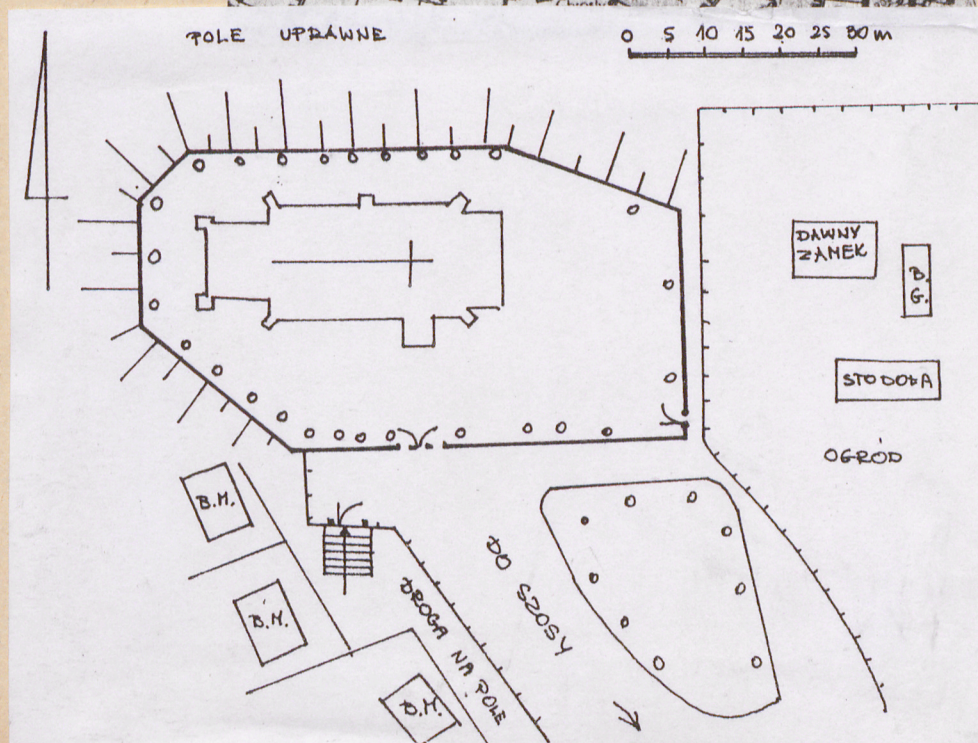 POLE UPRAWNE
0 5 10 15 20 25 30 m
DAWNY
ZAMEK
B.
G.
STODOŁA
OGRÓD
B.M.
B.M.
B.M.
DO SZOSY
DROGA NA POLE